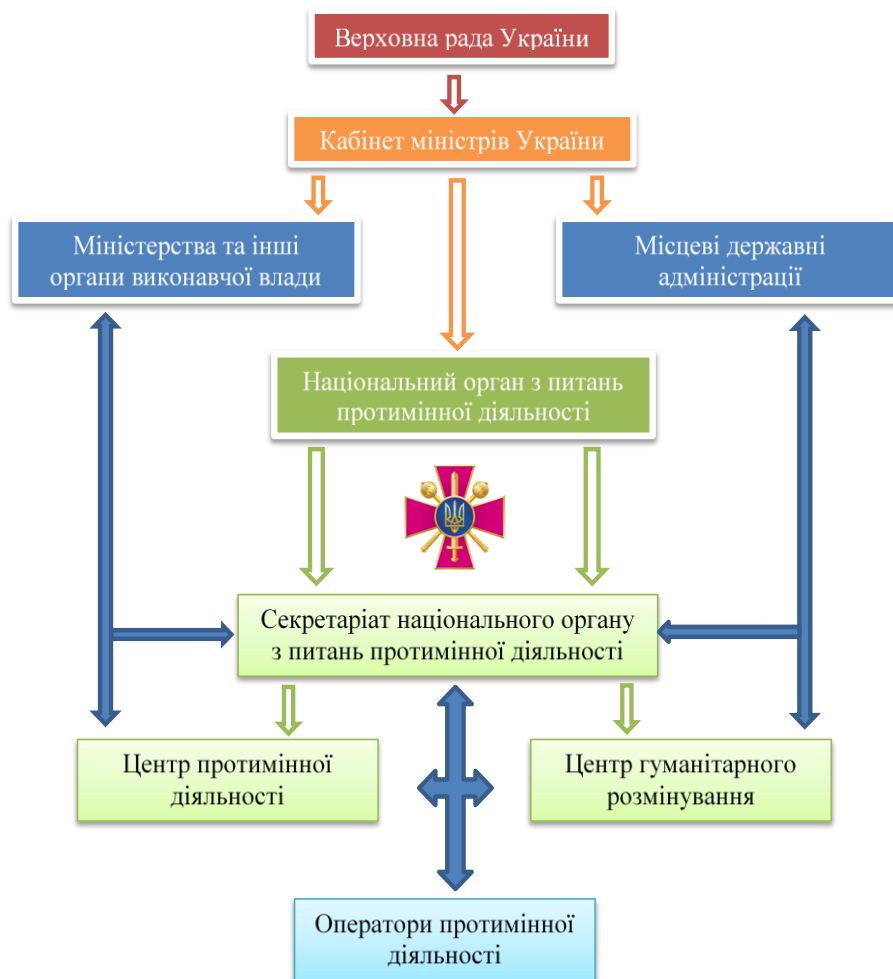 Верховна рада України
Кабінет міністрів України
Міністерства та інші
органи виконавчої влади
Місцеві державні
адміністрації
Національний орган з питань
протимінної діяльності
Секретаріат національного органу
з питань протимінної діяльності
Центр протимінної
діяльності
Центр гуманітарного
розмінування
Оператори протимінної
діяльності